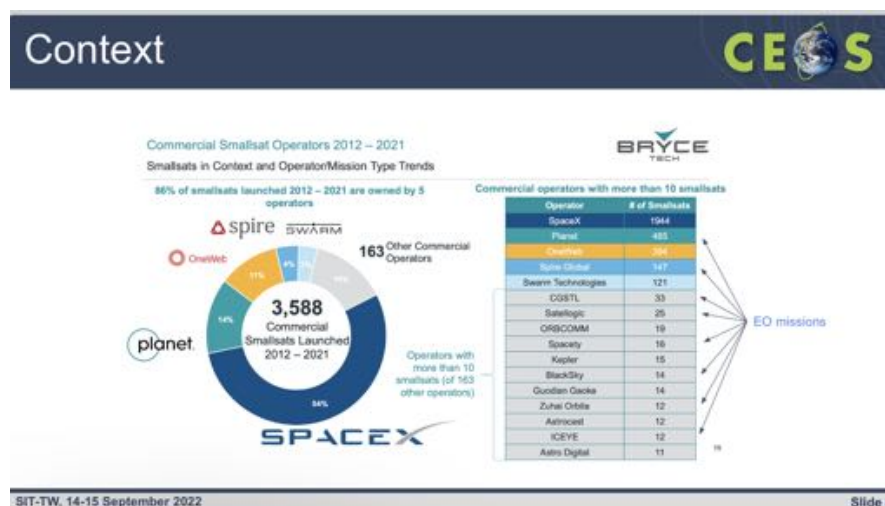 Context
CEOS
Commercial Smallsat Operators 2012 – 2021
Smallsats in Context and Operator/Mission Type Trends
BRYCE
TECH
86% of smallsats launched 2012 – 2021 are owned by 5
operators
spire
SWARM
OneWeb
planet.
SPACEX
163 Other Commercial
Operators
4%
11%
14%
54%
3,588
Commercial
Smallsats Launched
2012 – 2021
Operators with
more than 10
smallsats (of 163
other operators)
Commercial operators with more than 10 smallsats
Operator # of Smallsats
SpaceX 1944
Planet 485
OneWeb 394
Spire Global 147
Swarm Technologies 121
CGSTL 33
Satellogic 25
ORBCOMM 19
Spacety 16
Kepler 15
BlackSky 14
Guodian Gaoke 14
Zuhai Orbita 12
Astrocast 12
ICEYE 12
Astro Digital 11
EO missions
SIT-TW, 14-15 September 2022
Slide